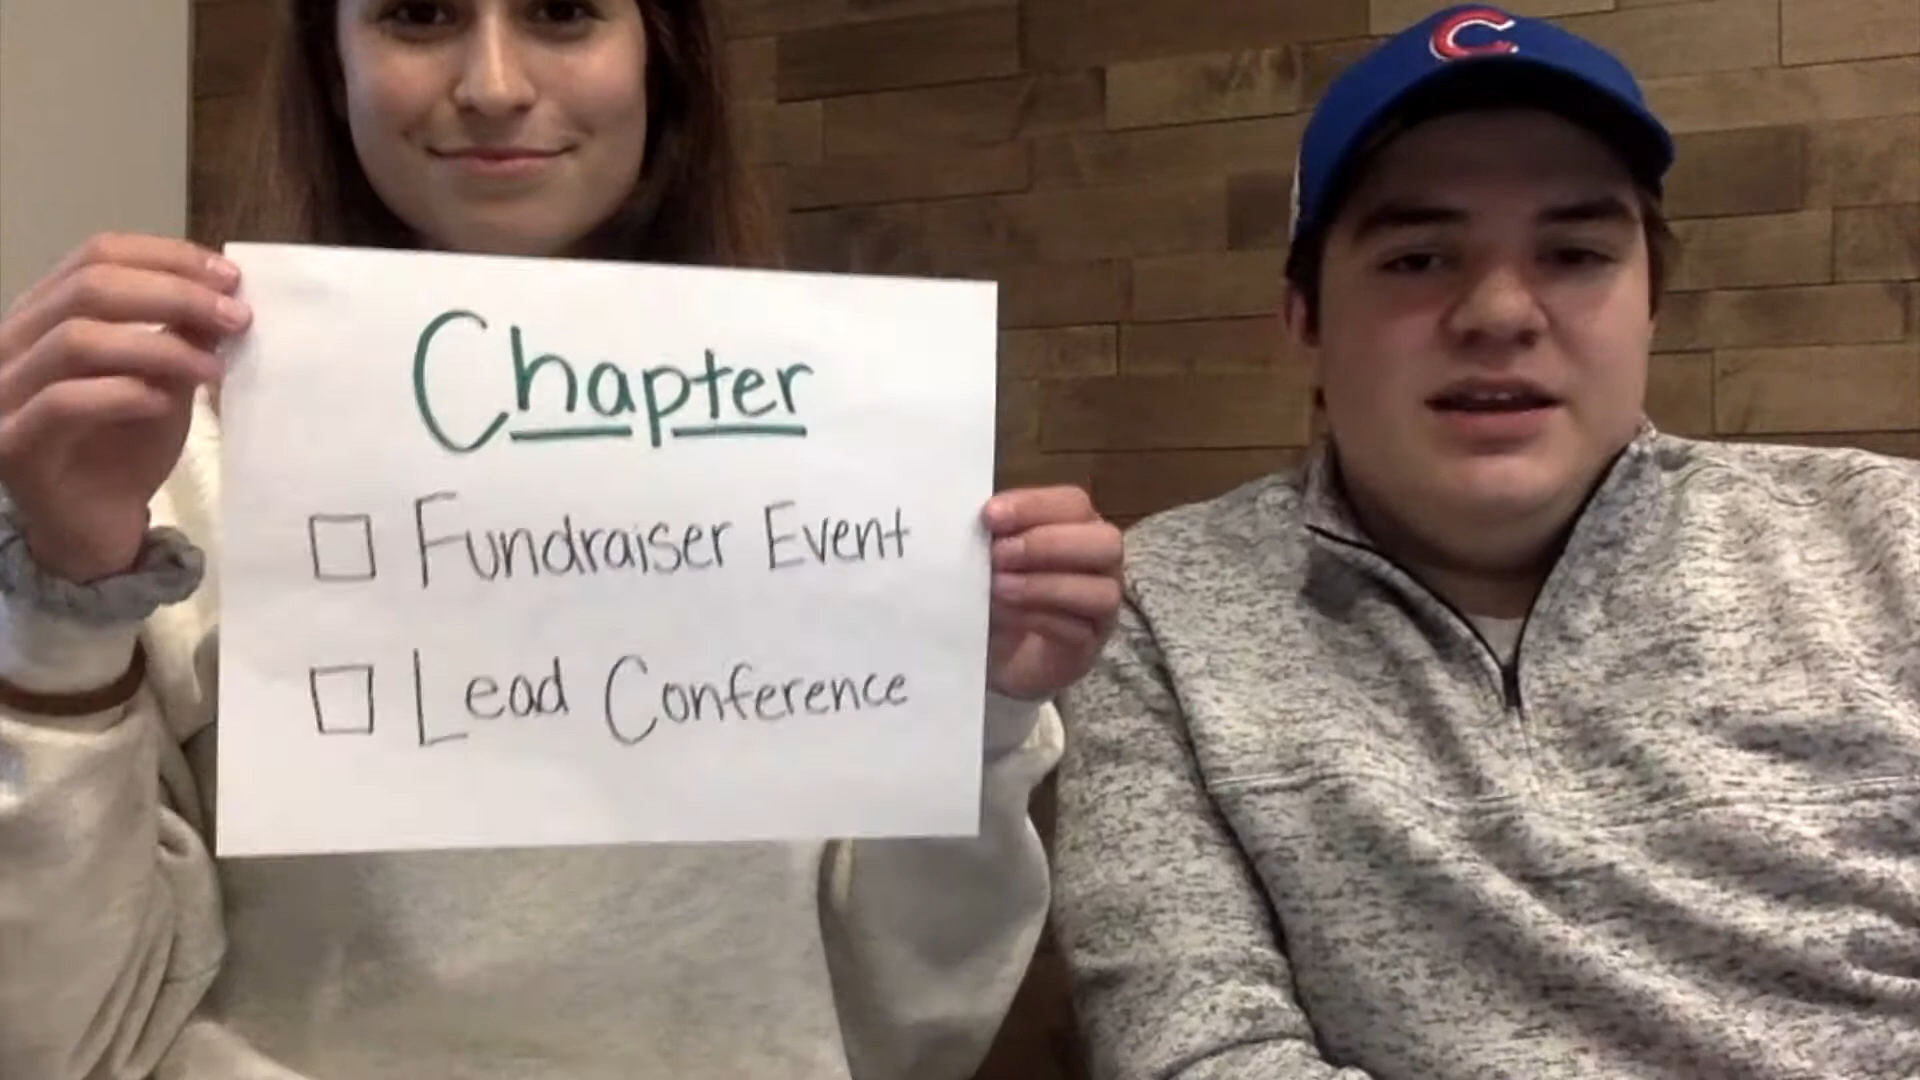 C
Chapter
☐ Fundraiser Event
☐ Lead Conference